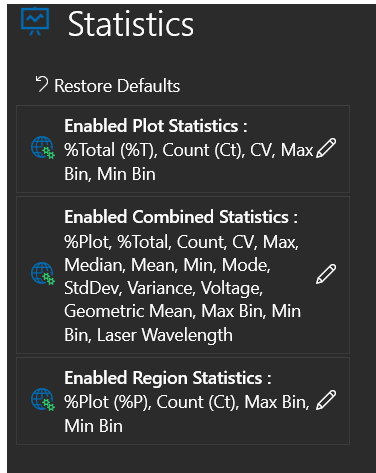 Statistics
Restore Defaults
Enabled Plot Statistics :
%Total (%T), Count (Ct), CV, Max
Bin, Min Bin
Enabled Combined Statistics :
%Plot, %Total, Count, CV, Max,
Median, Mean, Min, Mode,
StdDev, Variance, Voltage,
Geometric Mean, Max Bin, Min
Bin, Laser Wavelength
Enabled Region Statistics :
%Plot (%P), Count (Ct), Max Bin,
Min Bin